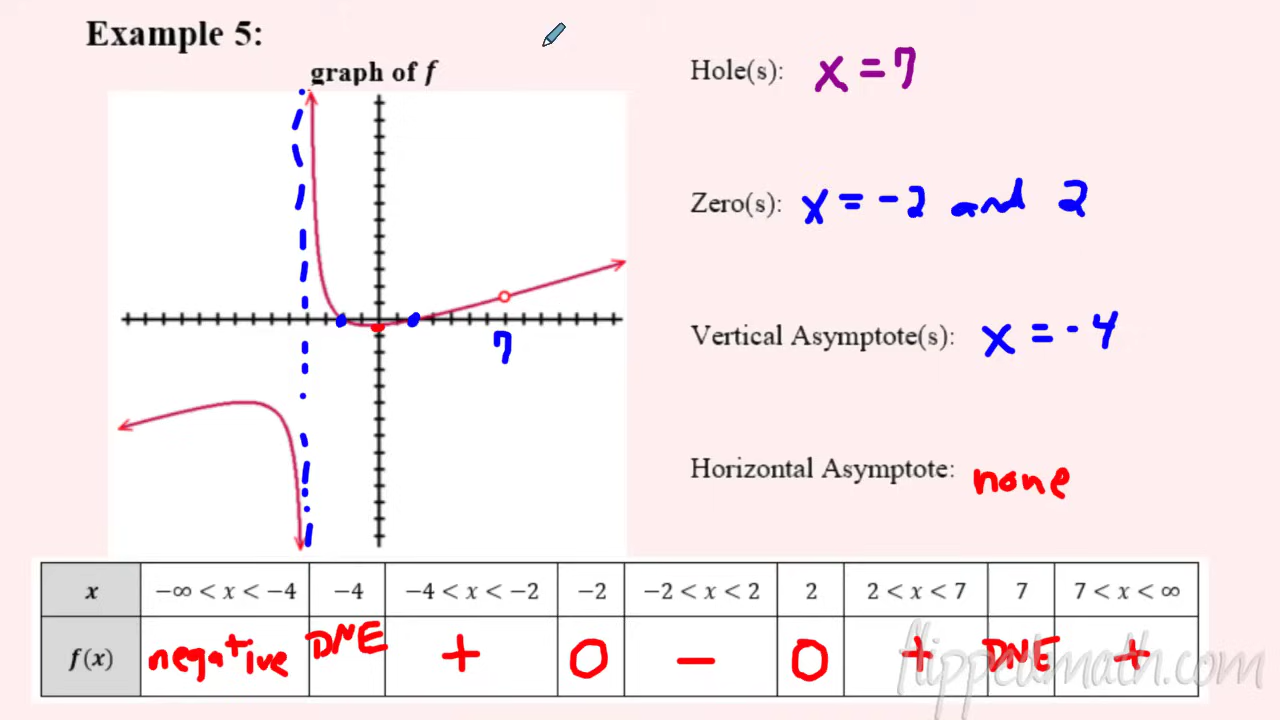 Example 5:
graph of f
7
Hole(s): x = 7
Zero(s): x = -2 and 2
Vertical Asymptote(s): x = -4
Horizontal Asymptote: none
x −∞ < x < −4 −4 −4 < x < −2 −2 −2 < x < 2 2 2 < x < 7 7 7 < x < ∞
f(x) negative DNE + 0 − 0 + DNE +
flippedmath.com